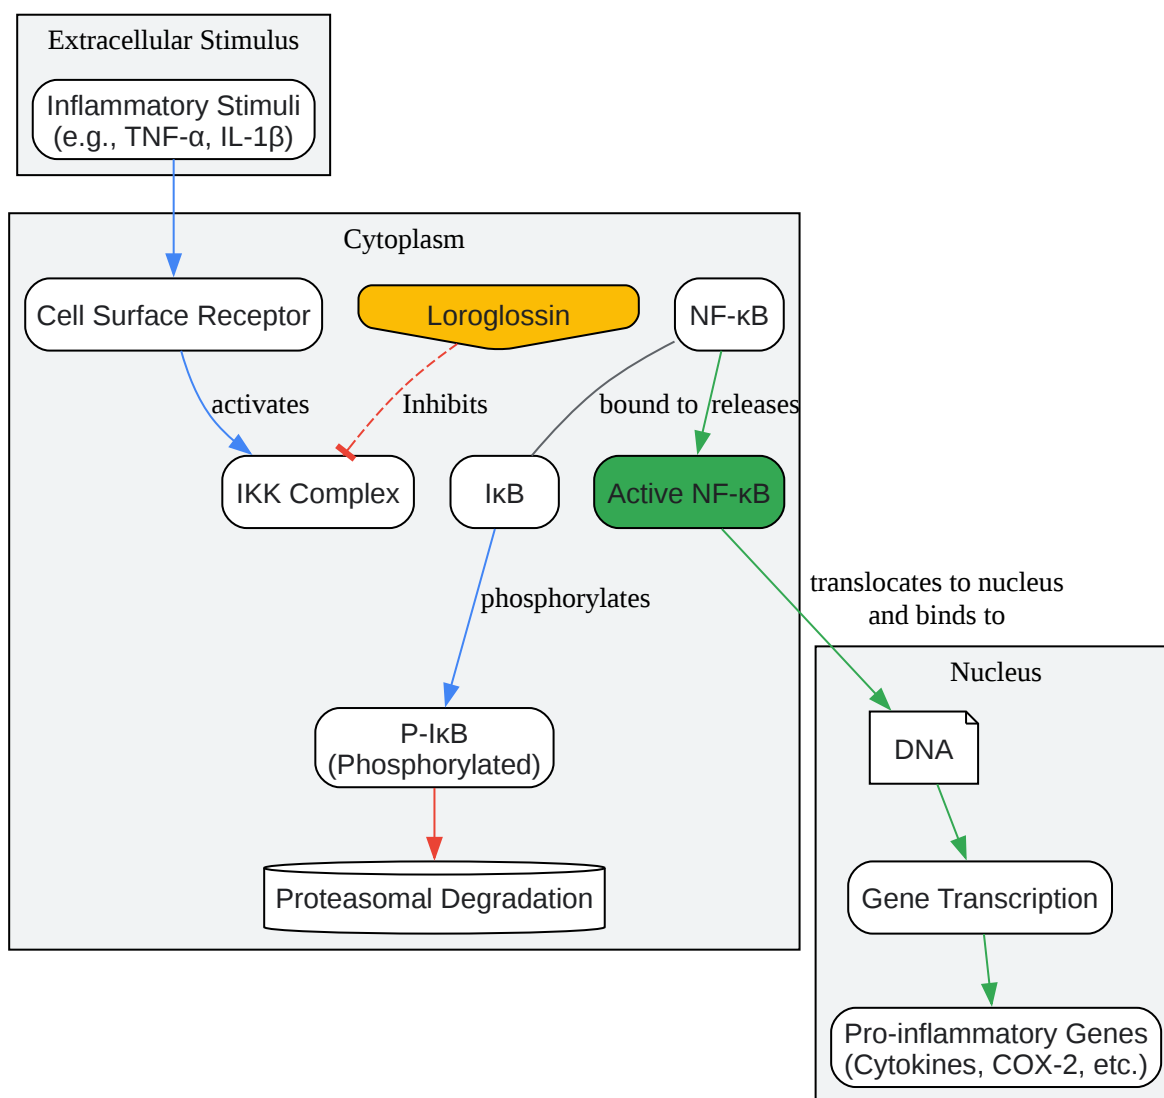 Extracellular Stimulus
Inflammatory Stimuli
(e.g., TNF-α, IL-1β)
Cytoplasm
Cell Surface Receptor
Loroglossin
NF-κB
activates
Inhibits
bound to
releases
IKK Complex
IκB
Active NF-κB
phosphorylates
translocates to nucleus
and binds to
Nucleus
P-IκB
(Phosphorylated)
DNA
Proteasomal Degradation
Gene Transcription
Pro-inflammatory Genes
(Cytokines, COX-2, etc.)